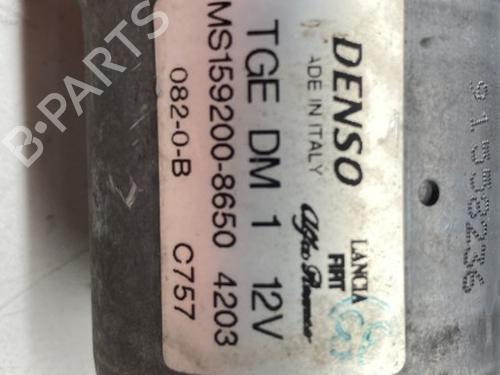 DENSO
ADE IN ITALY
LANCIA
FIAT
Alfa Romeo
TGE DM 1 12V
MS159200-8650 4203
082-0-B C757
91538236
B-PARTS